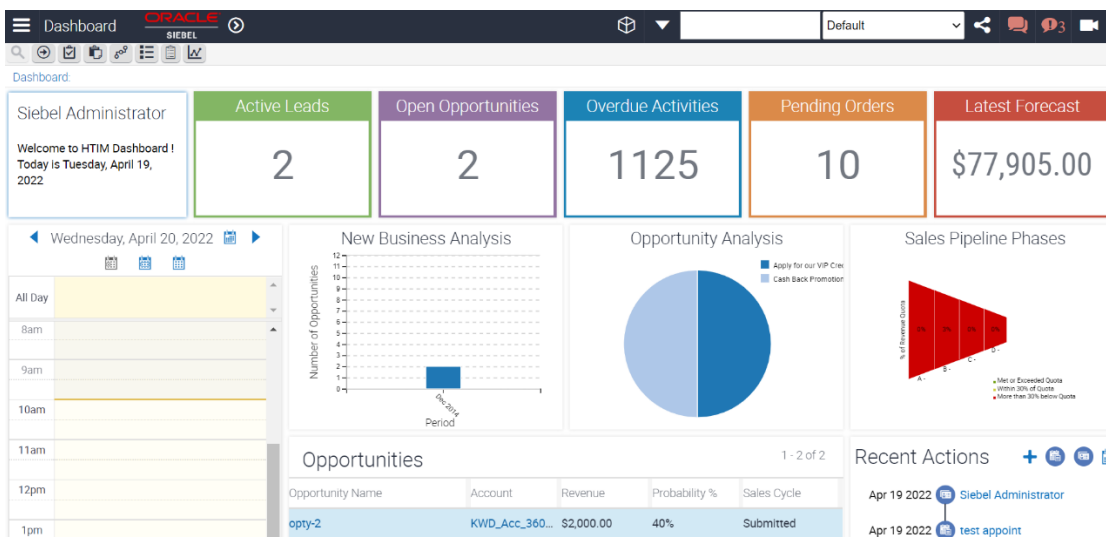 Dashboard
ORACLE
SIEBEL
Default
3
Dashboard:
Siebel Administrator
Welcome to HTIM Dashboard !
Today is Tuesday, April 19,
2022
Active Leads
2
Open Opportunities
2
Overdue Activities
1125
Pending Orders
10
Latest Forecast
$77,905.00
Wednesday, April 20, 2022
All Day
8am
9am
10am
11am
12pm
1pm
New Business Analysis
Number of Opportunities
12
11
10
9
8
7
6
5
4
3
2
1
0
Dec 2014
Period
Opportunity Analysis
Apply for our VIP Cre
Cash Back Promotion
Sales Pipeline Phases
% of Revenue Quota
0% 0% 0% 0%
A -
B -
C -
D -
Met or Exceeded Quota
Within 30% of Quota
More than 30% below Quota
Opportunities
1 - 2 of 2
Opportunity Name Account Revenue Probability % Sales Cycle
opty-2 KWD_Acc_360... $2,000.00 40% Submitted
Recent Actions
Apr 19 2022 Siebel Administrator
Apr 19 2022 test appoint